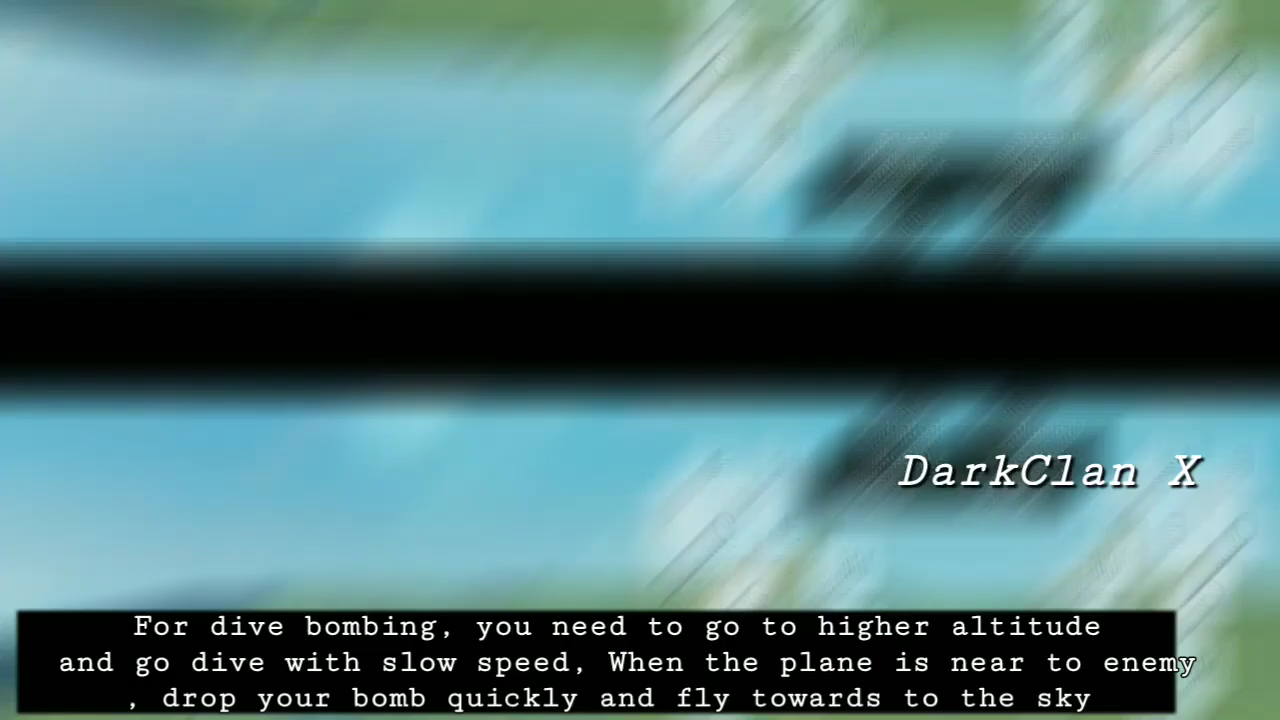 DarkClan X
For dive bombing, you need to go to higher altitude
and go dive with slow speed, When the plane is near to enemy
, drop your bomb quickly and fly towards to the sky